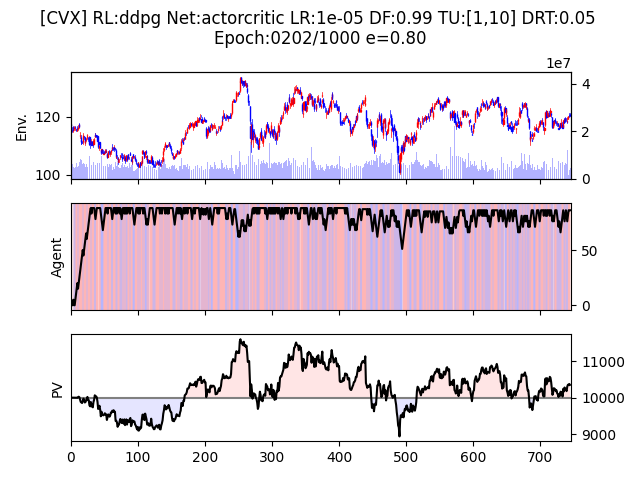 [CVX] RL:ddpg Net:actorcritic LR:1e-05 DF:0.99 TU:[1,10] DRT:0.05
Epoch:0202/1000 e=0.80
1e7
Env.
120
100
4
2
0
Agent
50
0
PV
11000
10000
9000
0 100 200 300 400 500 600 700